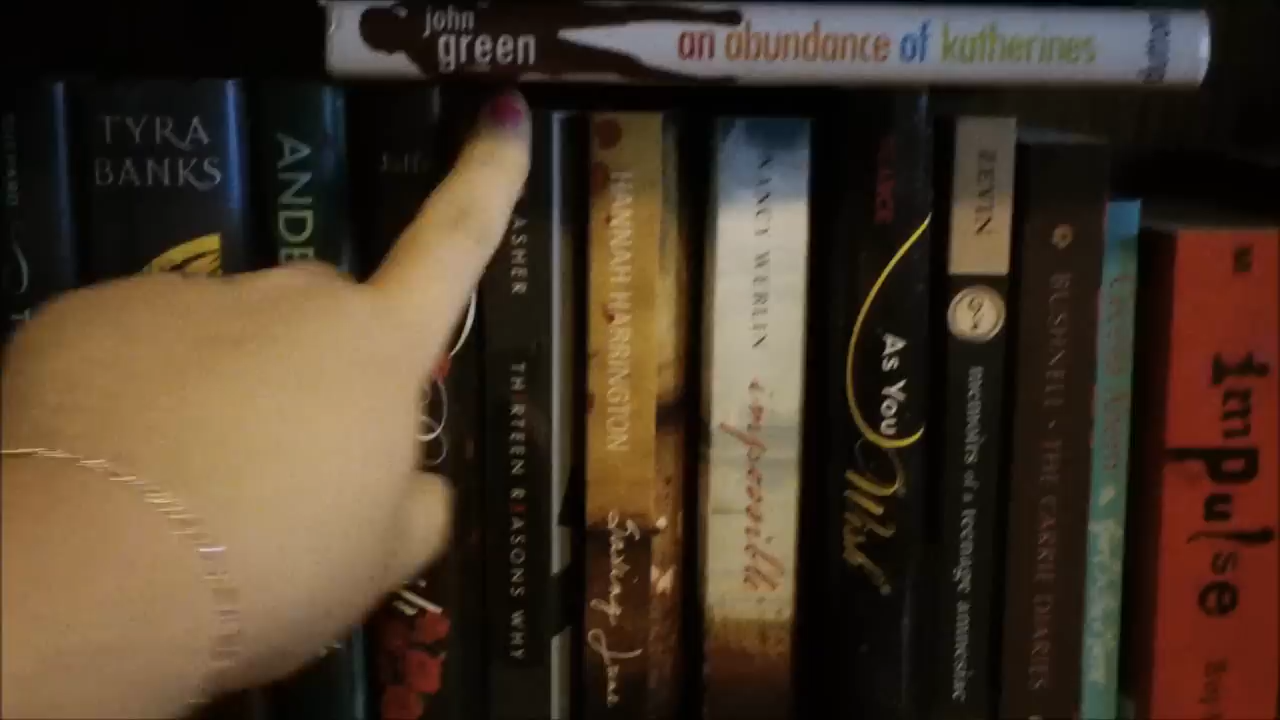 john
green
an abundance of katherines
TYRA
BANKS
ANDE
ASHER
THIRTEEN REASONS WHY
HANNAH HARRINGTON
Saving June
NANCY WERLIN
impossible
As You
Wish
ZEVIN
memoirs of a teenage amnesiac
BUSHNELL · THE CARRIE DIARIES
Impulse